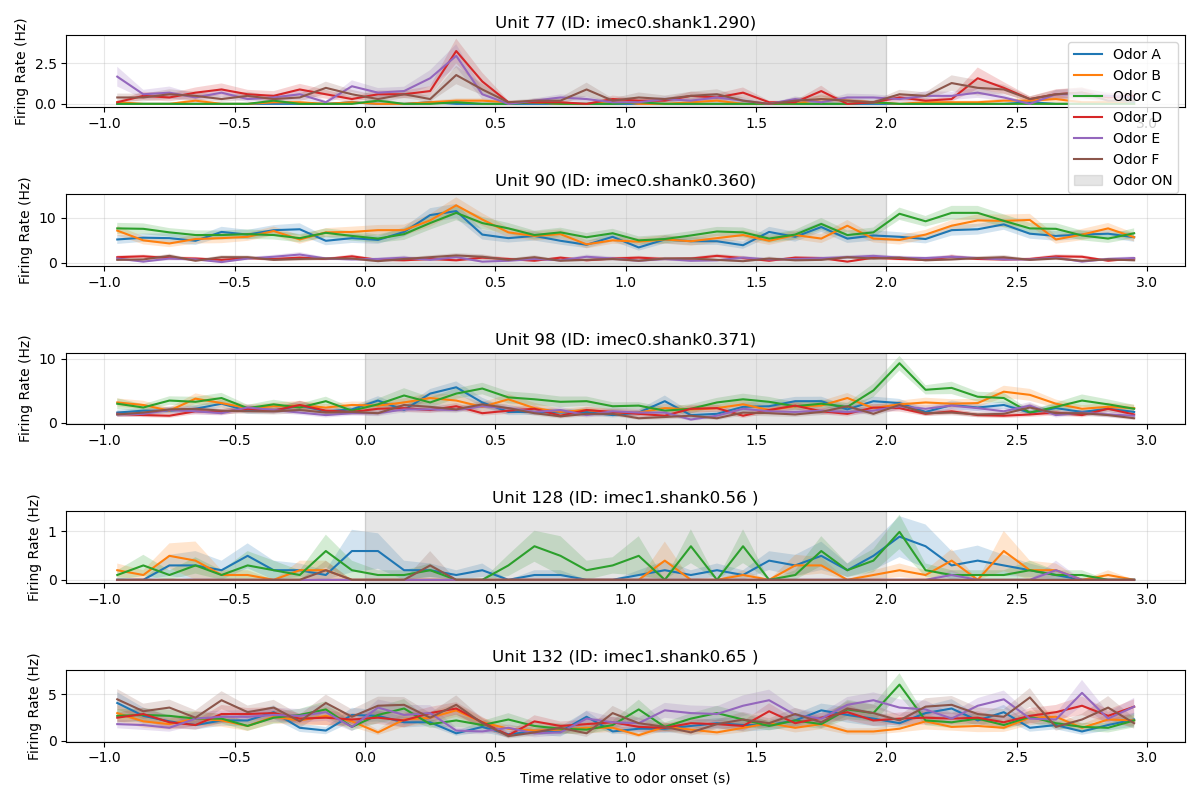 Unit 77 (ID: imec0.shank1.290)
Firing Rate (Hz)
2.5
0.0
−1.0 −0.5 0.0 0.5 1.0 1.5 2.0 2.5 3.0
Odor A
Odor B
Odor C
Odor D
Odor E
Odor F
Odor ON
Unit 90 (ID: imec0.shank0.360)
Firing Rate (Hz)
10
0
−1.0 −0.5 0.0 0.5 1.0 1.5 2.0 2.5 3.0
Unit 98 (ID: imec0.shank0.371)
Firing Rate (Hz)
10
0
−1.0 −0.5 0.0 0.5 1.0 1.5 2.0 2.5 3.0
Unit 128 (ID: imec1.shank0.56 )
Firing Rate (Hz)
1
0
−1.0 −0.5 0.0 0.5 1.0 1.5 2.0 2.5 3.0
Unit 132 (ID: imec1.shank0.65 )
Firing Rate (Hz)
5
0
−1.0 −0.5 0.0 0.5 1.0 1.5 2.0 2.5 3.0
Time relative to odor onset (s)